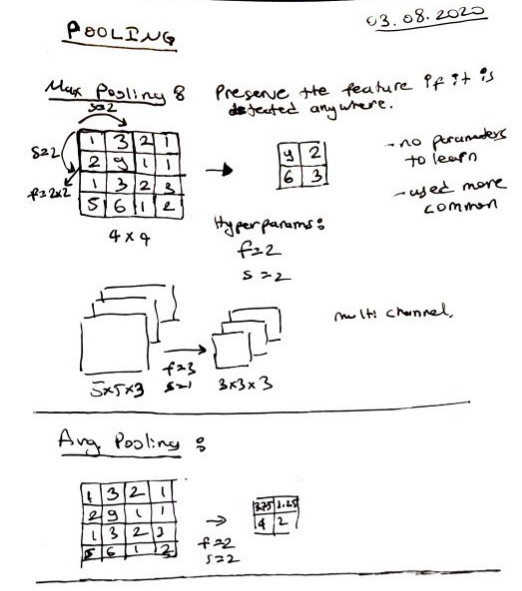 03.08.2020
POOLING
Max Pooling : Preserve the feature if it is
detected anywhere.
s=2
s=2
f=2x2
1 3 2 1
2 9 1 1
1 3 2 3
5 6 1 2
4 x 4
9 2
6 3
- no parameters
to learn
- used more
common
Hyperparams:
f=2
s=2
multi channel,
5x5x3
f=3
s=1
3x3x3
Avg Pooling :
1 3 2 1
2 9 1 1
1 3 2 3
5 6 1 2
f=2
s=2
3.75 1.25
4 2